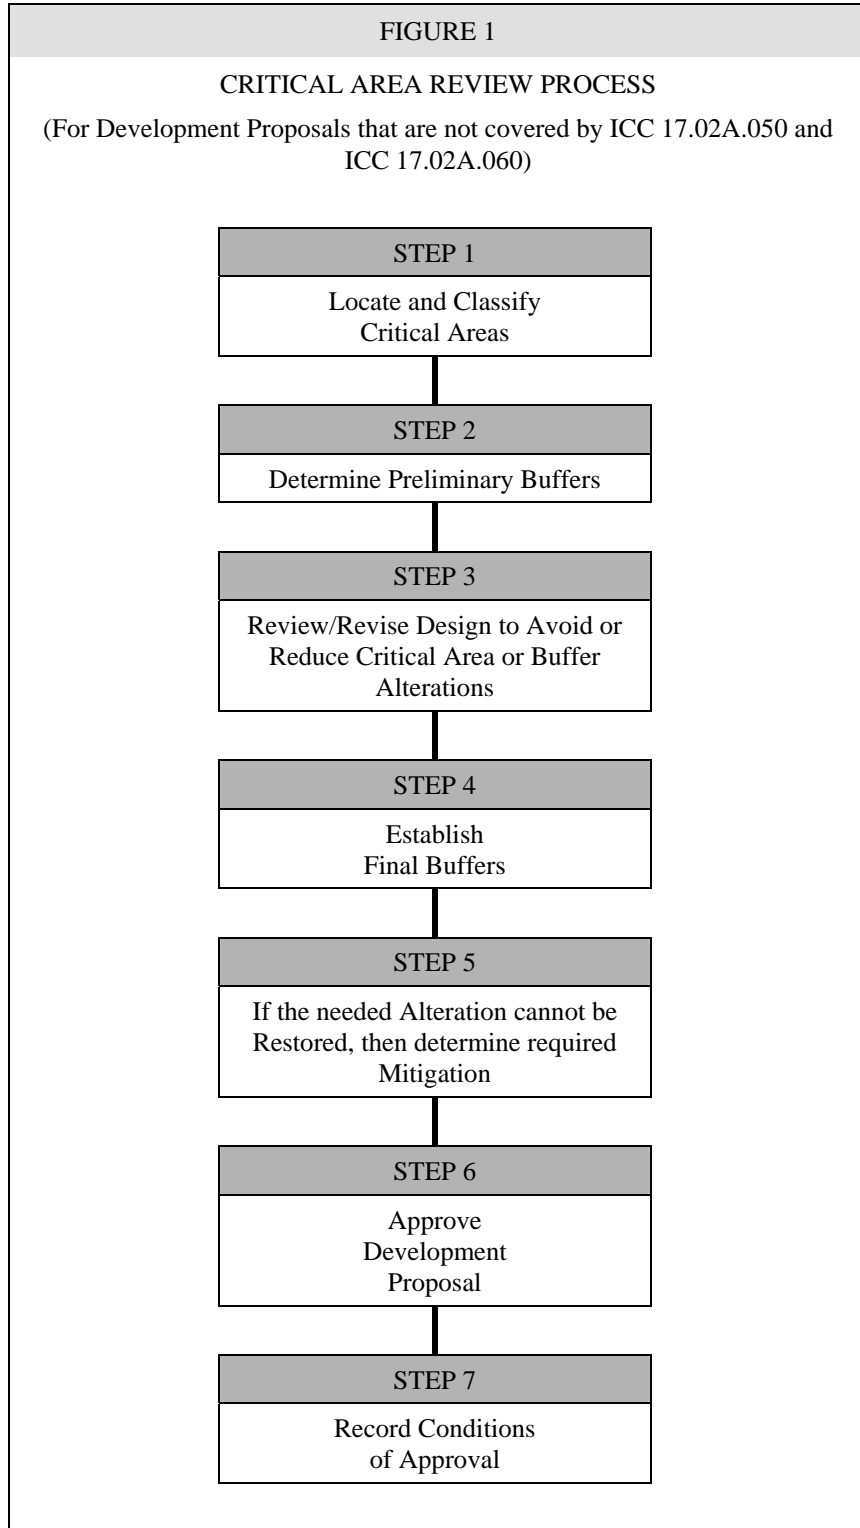 FIGURE 1
CRITICAL AREA REVIEW PROCESS
(For Development Proposals that are not covered by ICC 17.02A.050 and
ICC 17.02A.060)
STEP 1
Locate and Classify
Critical Areas
STEP 2
Determine Preliminary Buffers
STEP 3
Review/Revise Design to Avoid or
Reduce Critical Area or Buffer
Alterations
STEP 4
Establish
Final Buffers
STEP 5
If the needed Alteration cannot be
Restored, then determine required
Mitigation
STEP 6
Approve
Development
Proposal
STEP 7
Record Conditions
of Approval